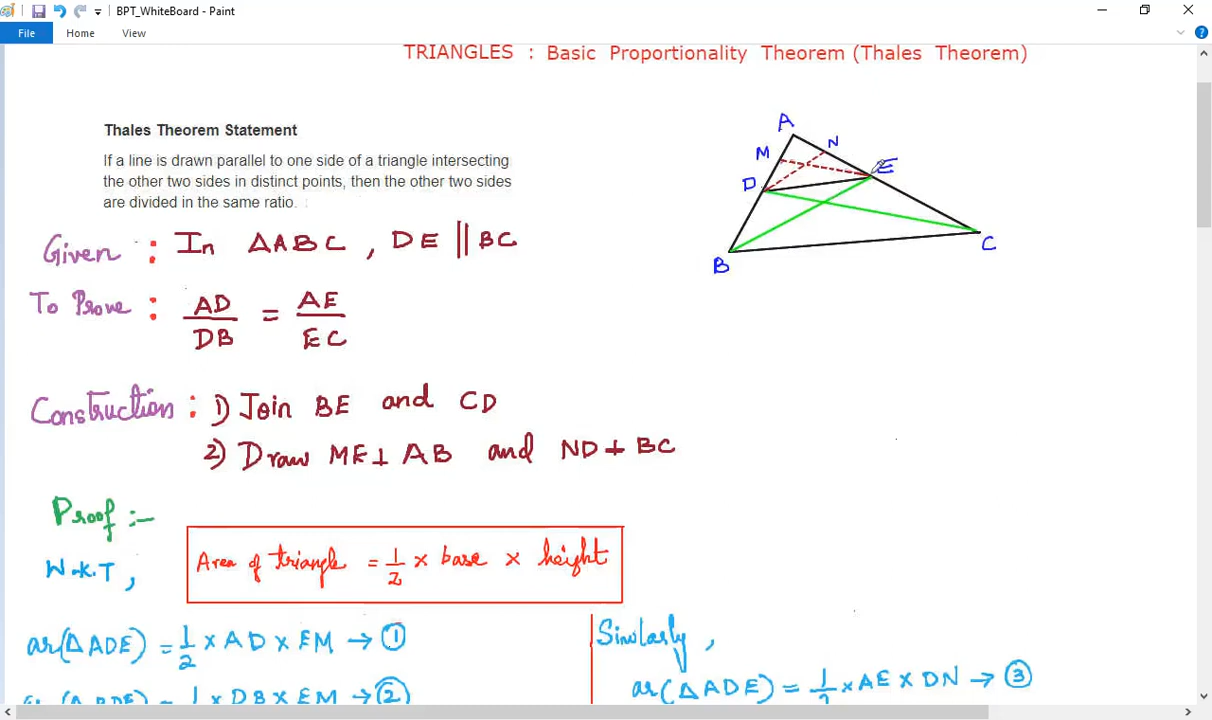 BPT_WhiteBoard - Paint
File Home View
TRIANGLES : Basic Proportionality Theorem (Thales Theorem)
Thales Theorem Statement
If a line is drawn parallel to one side of a triangle intersecting
the other two sides in distinct points, then the other two sides
are divided in the same ratio.
A
M
N
D
E
B
C
Given : In ΔABC, DE || BC
To Prove : AD/DB = AE/EC
Construction : 1) Join BE and CD
2) Draw ME ⊥ AB and ND ⊥ BC
Proof :-
W.K.T,
Area of triangle = 1/2 × base × height
ar(ΔADE) = 1/2 × AD × EM → ①
× DB × EM → ②
Similarly,
ar(ΔADE) = 1/2 × AE × DN → ③